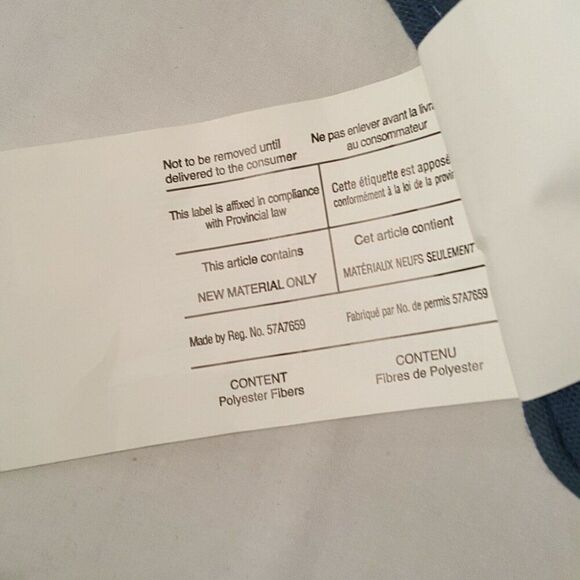 Not to be removed until
delivered to the consumer
Ne pas enlever avant la
au consommateur
This label is affixed in compliance
with Provincial law
Cette étiquette est apposé
conformément à la loi de la
This article contains
NEW MATERIAL ONLY
Cet article contient
MATÉRIAUX NEUFS SEULEMENT
Made by Reg. No. 57A7659
Fabriqué par No. de permis 57A7659
CONTENT
Polyester Fibers
CONTENU
Fibres de Polyester